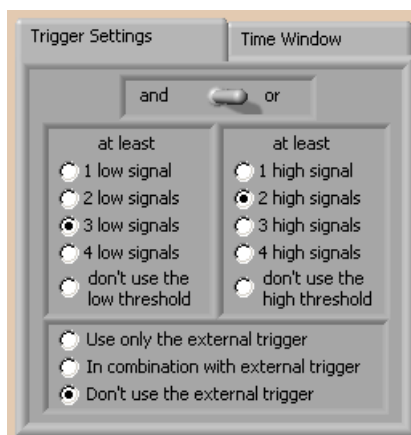 Trigger Settings
Time Window
and or
at least
1 low signal
2 low signals
3 low signals
4 low signals
don't use the
low threshold
at least
1 high signal
2 high signals
3 high signals
4 high signals
don't use the
high threshold
Use only the external trigger
In combination with external trigger
Don't use the external trigger